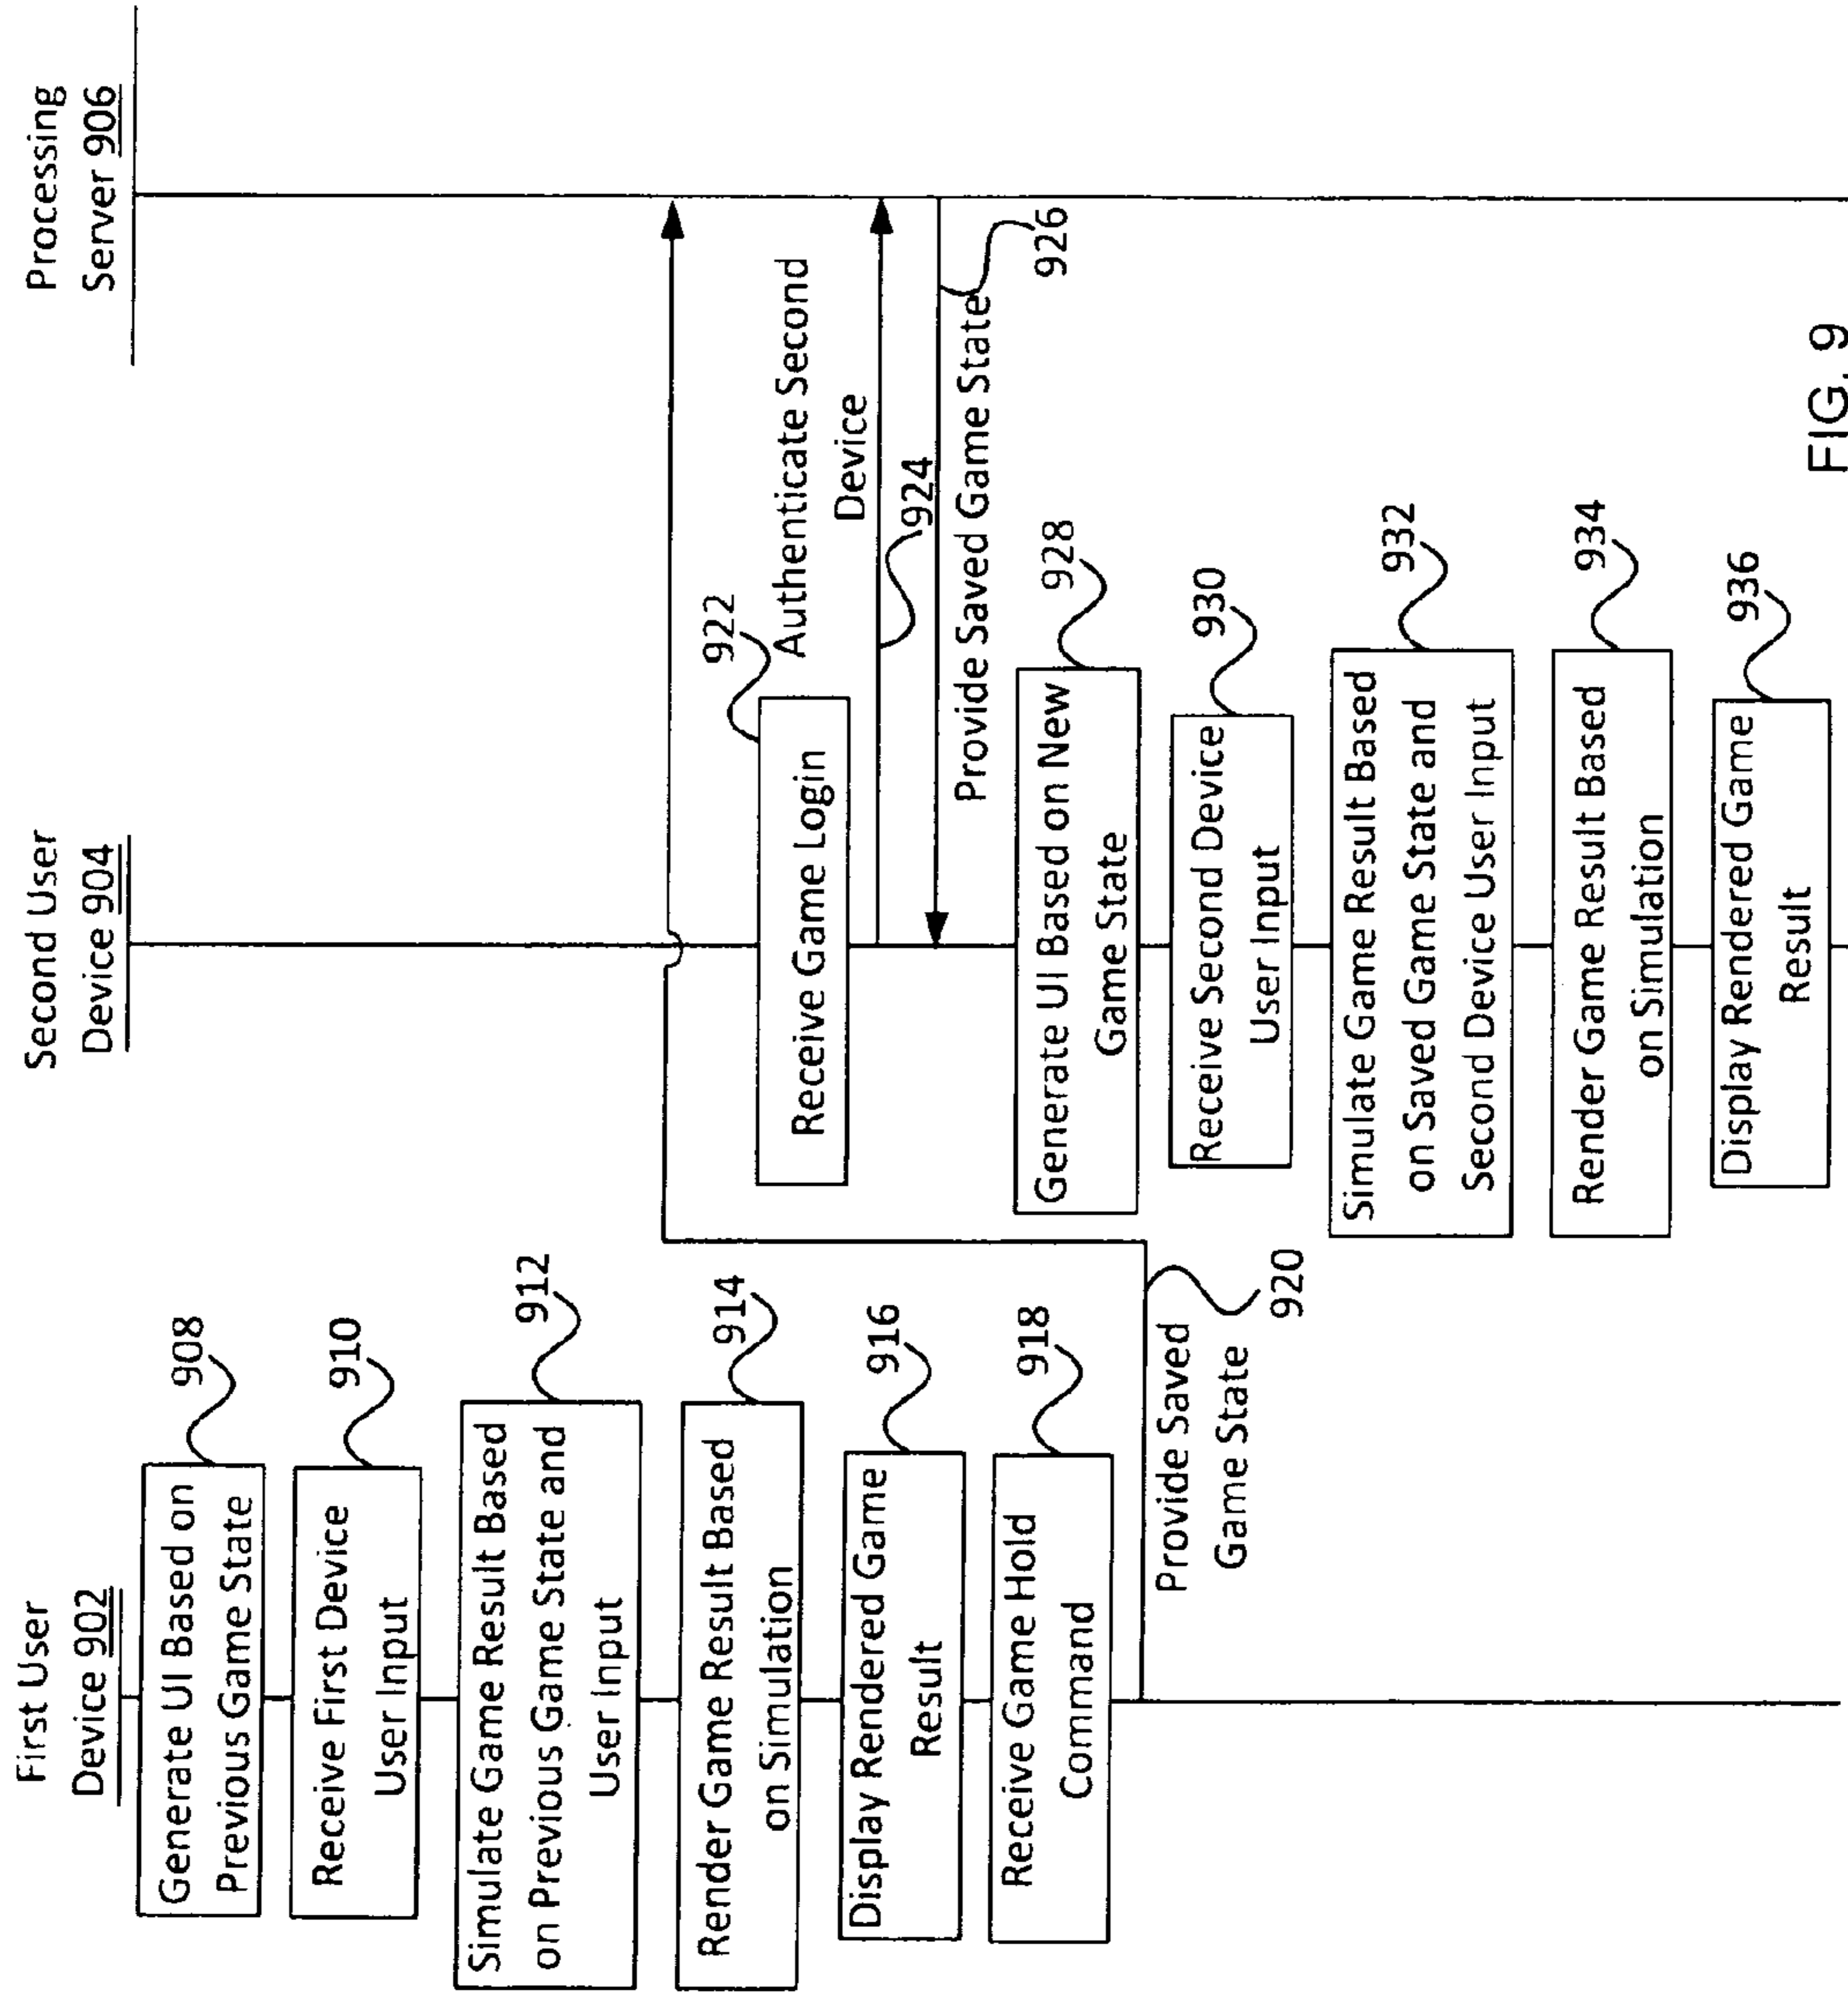 First User
Device 902
Second User
Device 904
Processing
Server 906
Generate UI Based on
Previous Game State
908
Receive First Device
User Input
910
Simulate Game Result Based
on Previous Game State and
User Input
912
Render Game Result Based
on Simulation
914
Display Rendered Game
Result
916
Receive Game Hold
Command
918
Provide Saved
Game State
920
Receive Game Login
922
Authenticate Second
Device
924
Provide Saved Game State
926
Generate UI Based on New
Game State
928
Receive Second Device
User Input
930
Simulate Game Result Based
on Saved Game State and
Second Device User Input
932
Render Game Result Based
on Simulation
934
Display Rendered Game
Result
936
FIG. 9